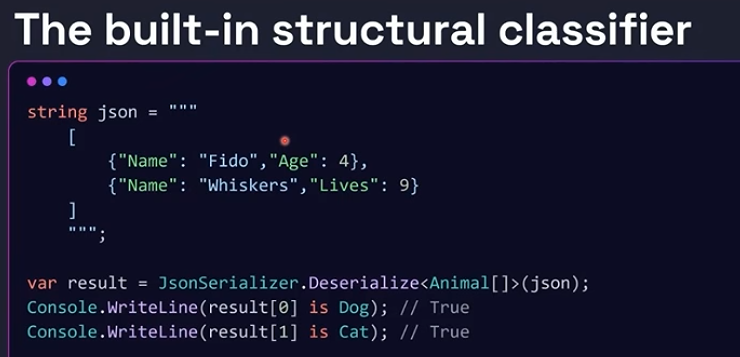 The built-in structural classifier
string json = """
[
{"Name": "Fido","Age": 4},
{"Name": "Whiskers","Lives": 9}
]
""";
var result = JsonSerializer.Deserialize<Animal[]>(json);
Console.WriteLine(result[0] is Dog); // True
Console.WriteLine(result[1] is Cat); // True